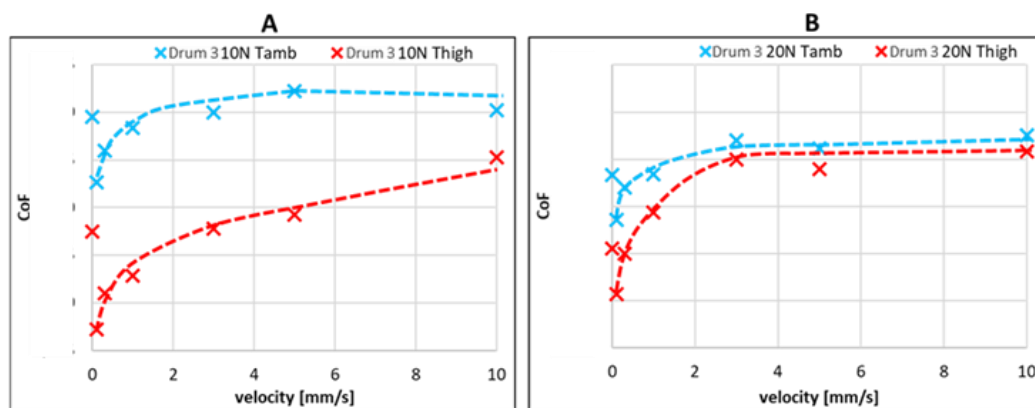 A
B
Drum 3 10N Tamb
Drum 3 10N Thigh
Drum 3 20N Tamb
Drum 3 20N Thigh
CoF
CoF
0 2 4 6 8 10
0 2 4 6 8 10
velocity [mm/s]
velocity [mm/s]